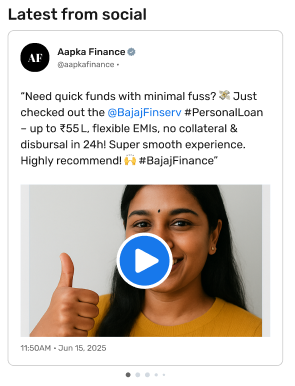 Latest from social
AF
Aapka Finance
@aapkafinance •
“Need quick funds with minimal fuss? 💸 Just
checked out the @BajajFinserv #PersonalLoan
– up to ₹55 L, flexible EMIs, no collateral &
disbursal in 24h! Super smooth experience.
Highly recommend! 🙌 #BajajFinance”
11:50AM • Jun 15, 2025